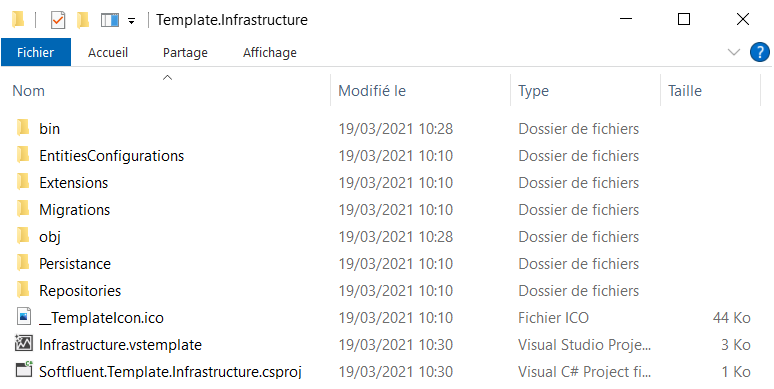 Template.Infrastructure
Fichier Accueil Partage Affichage
Nom Modifié le Type Taille
bin 19/03/2021 10:28 Dossier de fichiers
EntitiesConfigurations 19/03/2021 10:10 Dossier de fichiers
Extensions 19/03/2021 10:10 Dossier de fichiers
Migrations 19/03/2021 10:10 Dossier de fichiers
obj 19/03/2021 10:28 Dossier de fichiers
Persistance 19/03/2021 10:10 Dossier de fichiers
Repositories 19/03/2021 10:10 Dossier de fichiers
__TemplateIcon.ico 19/03/2021 10:10 Fichier ICO 44 Ko
Infrastructure.vstemplate 19/03/2021 10:30 Visual Studio Proje... 3 Ko
Softfluent.Template.Infrastructure.csproj 19/03/2021 10:30 Visual C# Project fi... 1 Ko